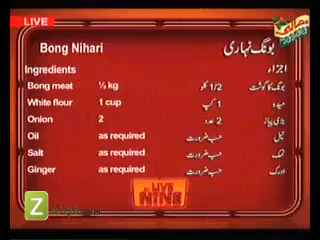 LIVE
Bong Nihari بونگ نہاری
Ingredients اجزاء
Bong meat ½ kg 1/2 کلو بونگ کا گوشت
White flour 1 cup 1 کپ میدہ
Onion 2 2 عدد بڑی پیاز
Oil as required حسب ضرورت تیل
Salt as required حسب ضرورت نمک
Ginger as required حسب ضرورت ادرک
LIVE
@ NINE
Z